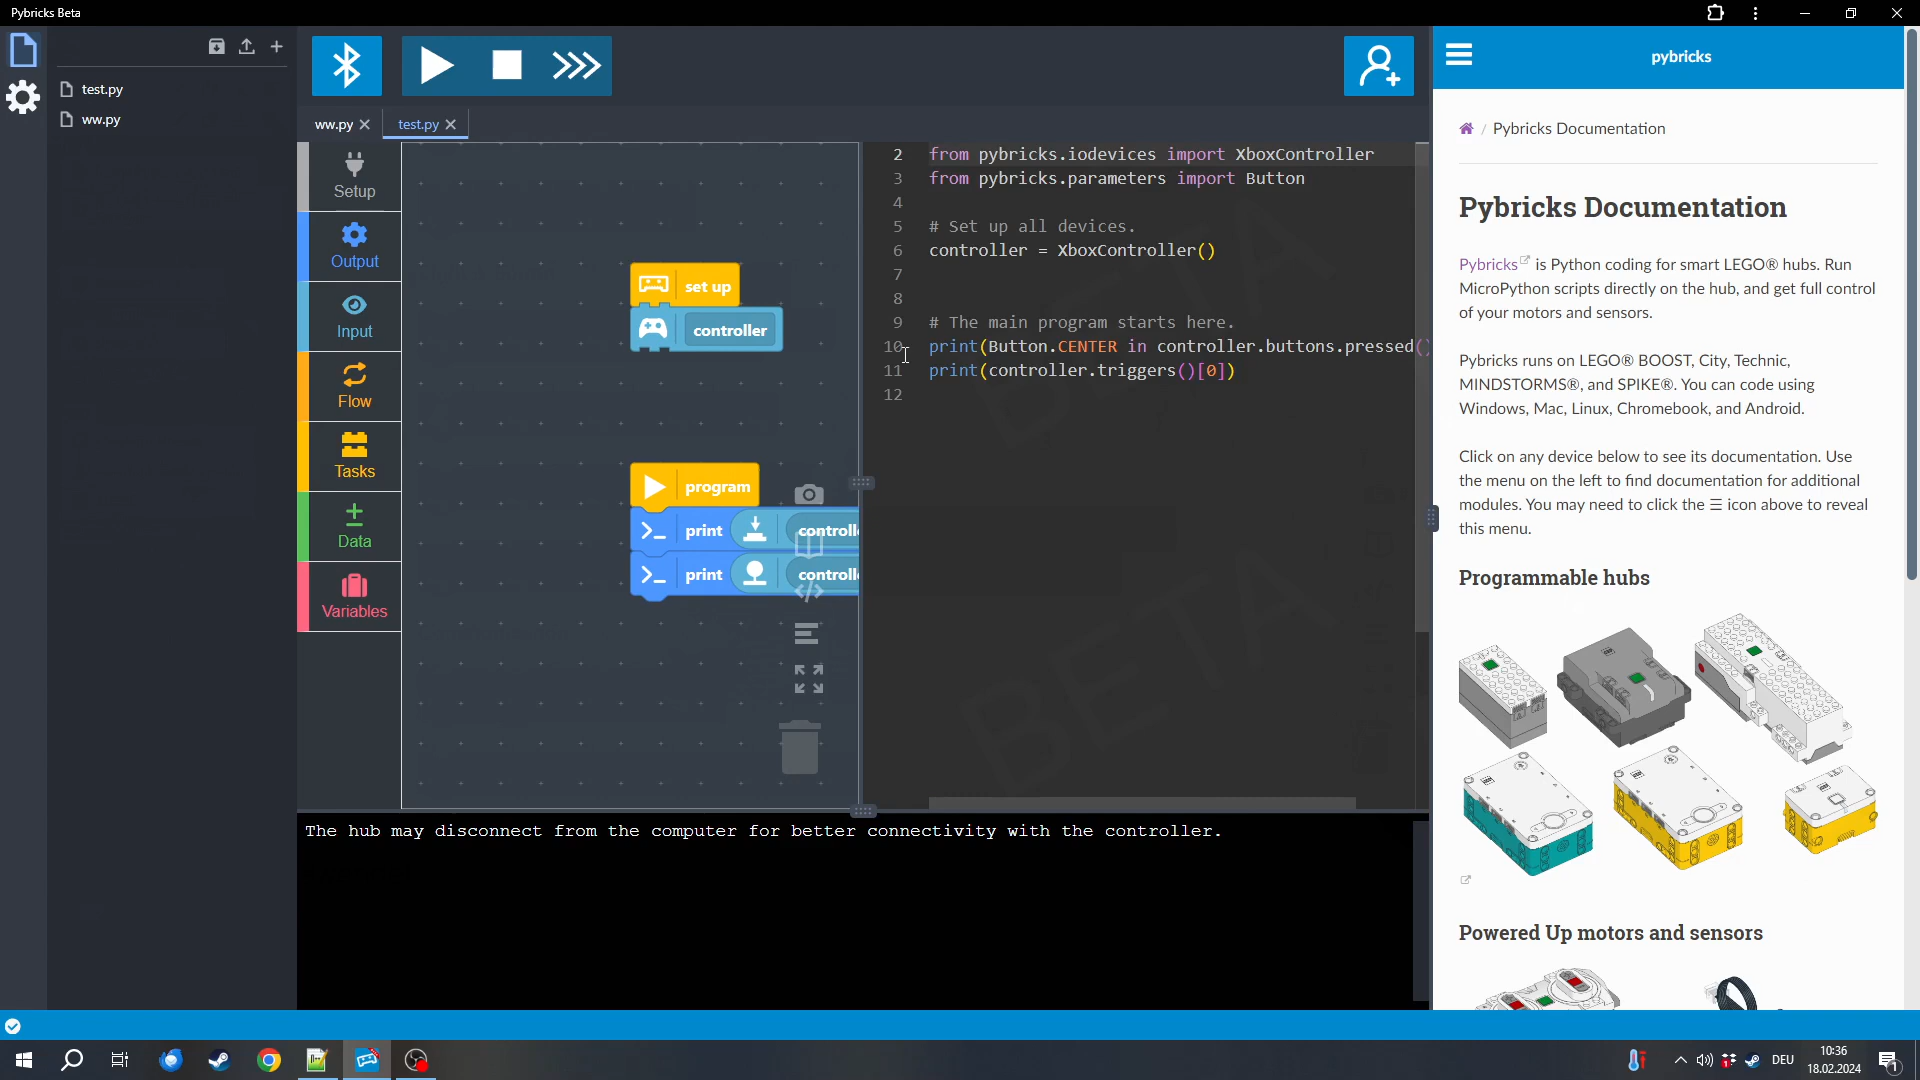 Pybricks Beta
test.py
ww.py
ww.py
test.py
Setup
Output
Input
Flow
Tasks
Data
Variables
set up
controller
program
print
controlle
print
controlle
2 from pybricks.iodevices import XboxController
3 from pybricks.parameters import Button
4
5 # Set up all devices.
6 controller = XboxController()
7
8
9 # The main program starts here.
10 print(Button.CENTER in controller.buttons.pressed()
11 print(controller.triggers()[0])
12
BETA
BETA
The hub may disconnect from the computer for better connectivity with the controller.
pybricks
/ Pybricks Documentation
Pybricks Documentation
Pybricks is Python coding for smart LEGO® hubs. Run
MicroPython scripts directly on the hub, and get full control
of your motors and sensors.
Pybricks runs on LEGO® BOOST, City, Technic,
MINDSTORMS®, and SPIKE®. You can code using
Windows, Mac, Linux, Chromebook, and Android.
Click on any device below to see its documentation. Use
the menu on the left to find documentation for additional
modules. You may need to click the ☰ icon above to reveal
this menu.
Programmable hubs
Powered Up motors and sensors
DEU
10:36
18.02.2024
1